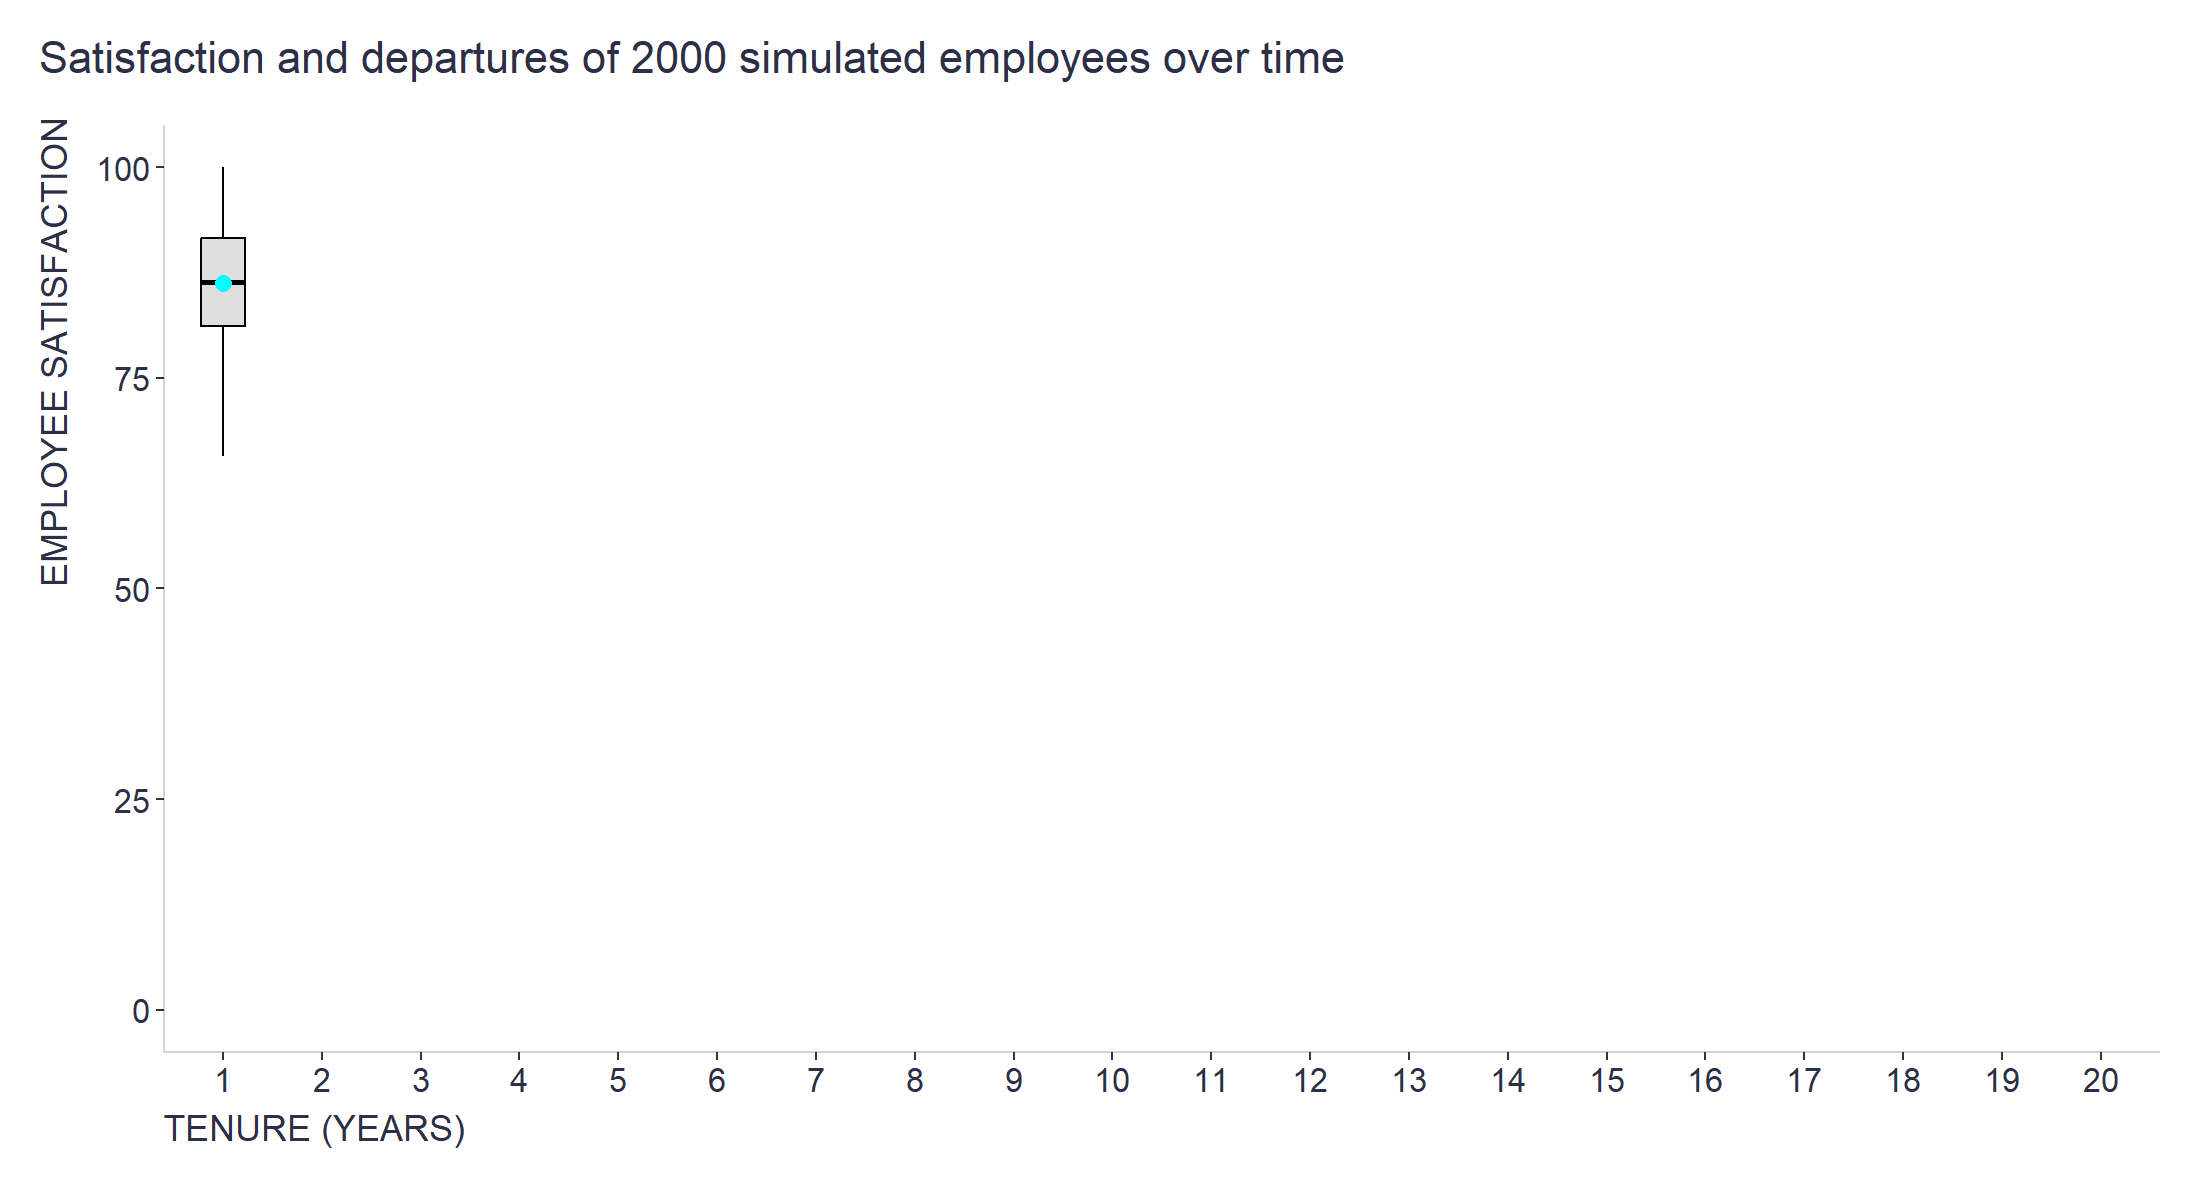 Satisfaction and departures of 2000 simulated employees over time
EMPLOYEE SATISFACTION
100
75
50
25
0
1 2 3 4 5 6 7 8 9 10 11 12 13 14 15 16 17 18 19 20
TENURE (YEARS)